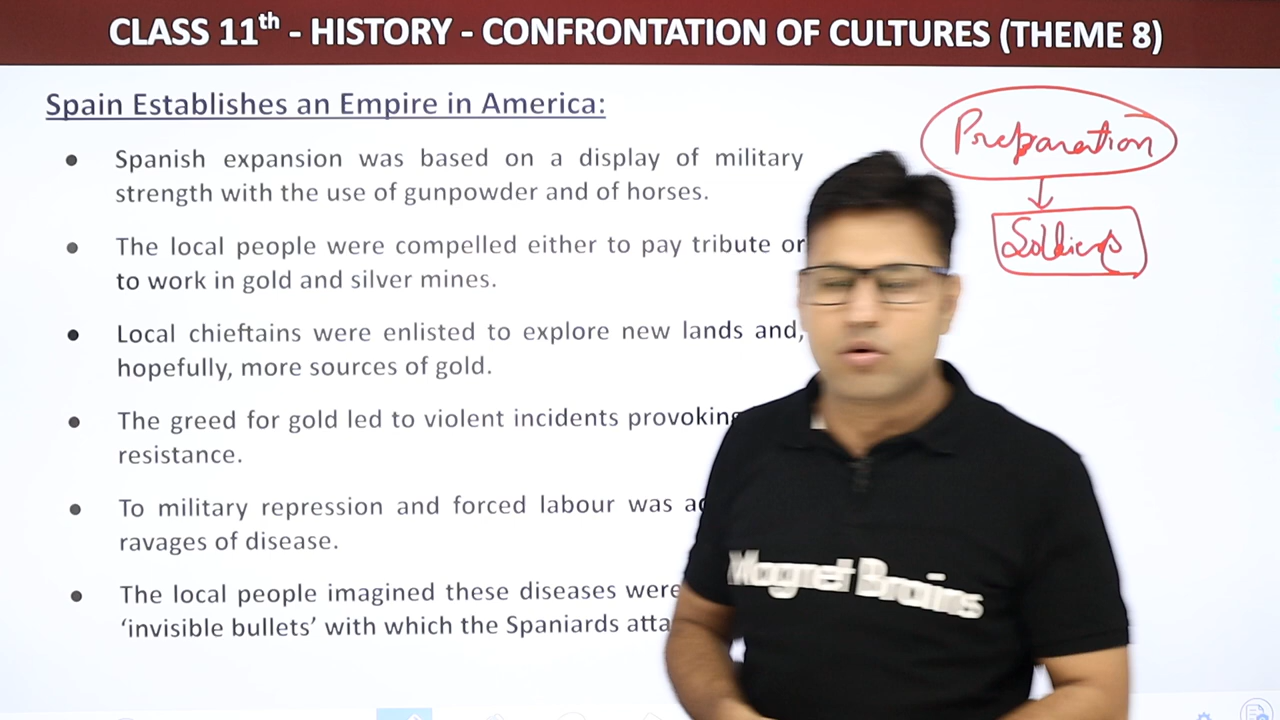 CLASS 11th - HISTORY - CONFRONTATION OF CULTURES (THEME 8)
Spain Establishes an Empire in America:
Preparation
Soldiers
• Spanish expansion was based on a display of military
strength with the use of gunpowder and of horses.
• The local people were compelled either to pay tribute or
to work in gold and silver mines.
• Local chieftains were enlisted to explore new lands and,
hopefully, more sources of gold.
• The greed for gold led to violent incidents provoking
resistance.
• To military repression and forced labour was
ravages of disease.
• The local people imagined these diseases were
‘invisible bullets’ with which the Spaniards
Magnet Brains